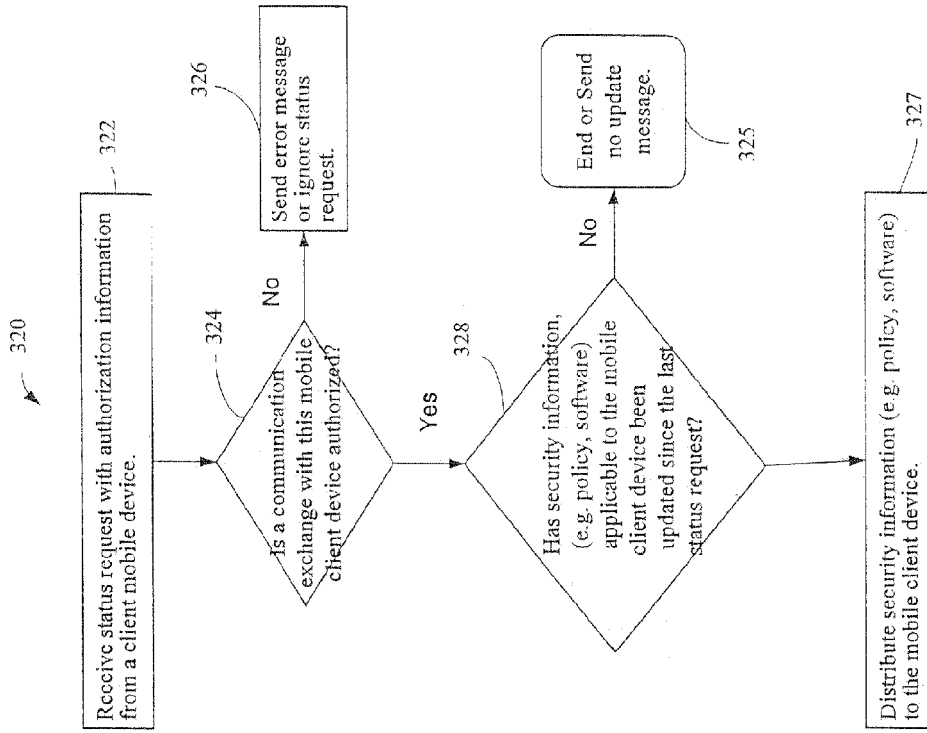 320
322
Receive status request with authorization information
from a client mobile device.
324
Is a communication
exchange with this mobile
client device authorized?
No
326
Send error message
or ignore status
request.
Yes
328
Has security information,
(e.g. policy, software)
applicable to the mobile
client device been
updated since the last
status request?
No
End or Send
no update
message.
325
327
Distribute security information (e.g. policy, software)
to the mobile client device.